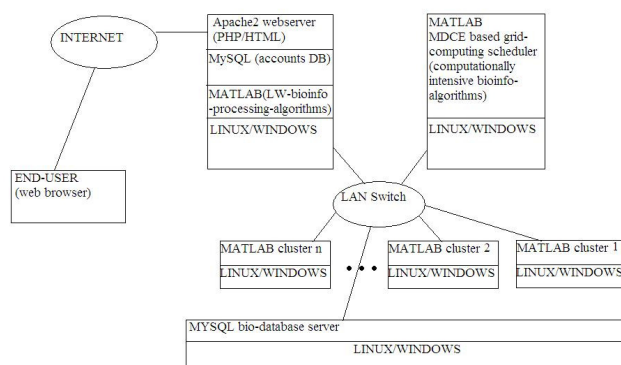 INTERNET
Apache2 webserver
(PHP/HTML)
MySQL (accounts DB)
MATLAB(LW-bioinfo
-processing-algorithms)
LINUX/WINDOWS
MATLAB
MDCE based grid-
computing scheduler
(computationally
intensive bioinfo-
algorithms)
LINUX/WINDOWS
END-USER
(web browser)
LAN Switch
MATLAB cluster n
LINUX/WINDOWS
MATLAB cluster 2
LINUX/WINDOWS
MATLAB cluster 1
LINUX/WINDOWS
MYSQL bio-database server
LINUX/WINDOWS